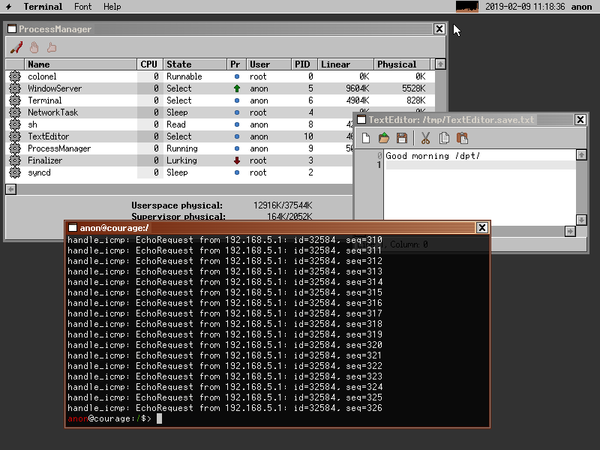 Terminal Font Help 2019-02-09 11:18:36 anon
ProcessManager
Name CPU State Pr User PID Linear Physical
colonel 0 Runnable root 0 0K 0K
WindowServer 0 Select anon 5 9604K 5528K
Terminal 0 Select anon 6 4904K 828K
NetworkTask 0 Sleep root
sh 0 Read anon 8
TextEditor 0 Select anon 10
ProcessManager 0 Running anon 9
Finalizer 0 Lurking root 3
syncd 0 Sleep root 2
Userspace physical: 12916K/37544K
Supervisor physical: 164K/2052K
TextEditor: /tmp/TextEditor.save.txt
0 Good morning /dpt/
1
Column 0
anon@courage:/
handle_icmp: EchoRequest from 192.168.5.1: id=32584, seq=310
handle_icmp: EchoRequest from 192.168.5.1: id=32584, seq=311
handle_icmp: EchoRequest from 192.168.5.1: id=32584, seq=312
handle_icmp: EchoRequest from 192.168.5.1: id=32584, seq=313
handle_icmp: EchoRequest from 192.168.5.1: id=32584, seq=314
handle_icmp: EchoRequest from 192.168.5.1: id=32584, seq=315
handle_icmp: EchoRequest from 192.168.5.1: id=32584, seq=316
handle_icmp: EchoRequest from 192.168.5.1: id=32584, seq=317
handle_icmp: EchoRequest from 192.168.5.1: id=32584, seq=318
handle_icmp: EchoRequest from 192.168.5.1: id=32584, seq=319
handle_icmp: EchoRequest from 192.168.5.1: id=32584, seq=320
handle_icmp: EchoRequest from 192.168.5.1: id=32584, seq=321
handle_icmp: EchoRequest from 192.168.5.1: id=32584, seq=322
handle_icmp: EchoRequest from 192.168.5.1: id=32584, seq=323
handle_icmp: EchoRequest from 192.168.5.1: id=32584, seq=324
handle_icmp: EchoRequest from 192.168.5.1: id=32584, seq=325
handle_icmp: EchoRequest from 192.168.5.1: id=32584, seq=326
anon@courage:/$>